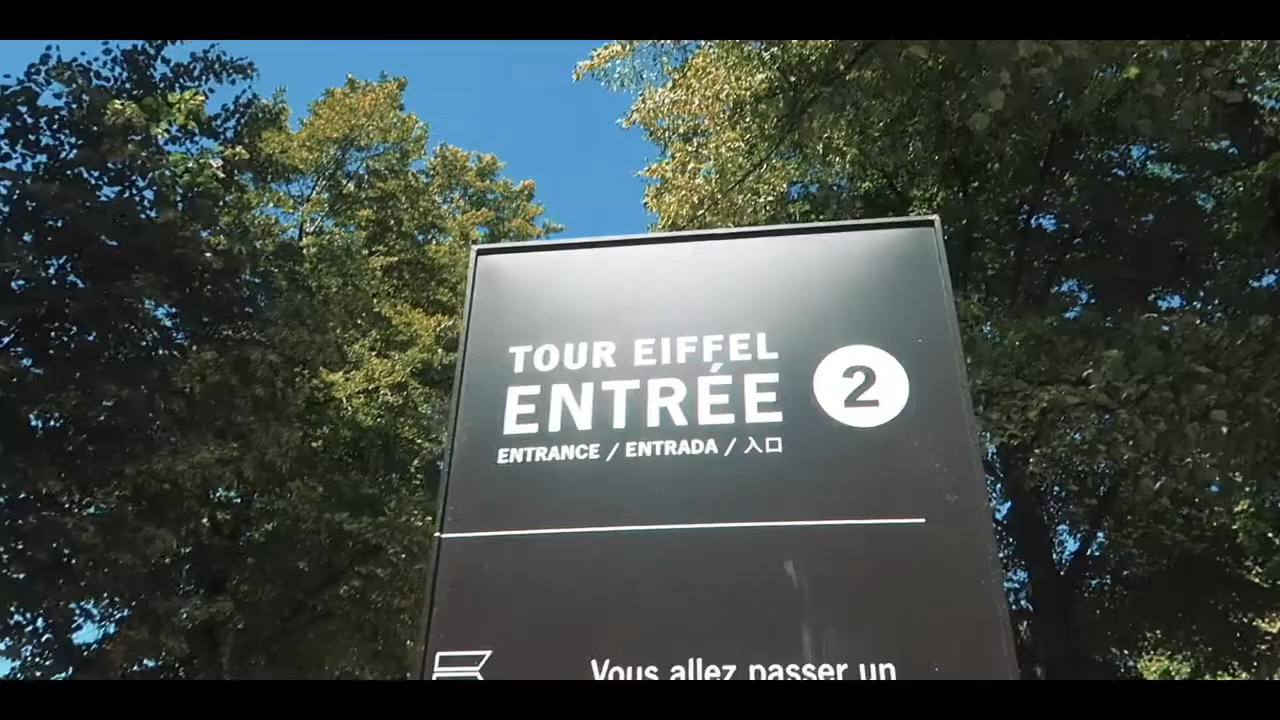 TOUR EIFFEL
ENTRÉE
2
ENTRANCE / ENTRADA / 入口
Vous allez passer un